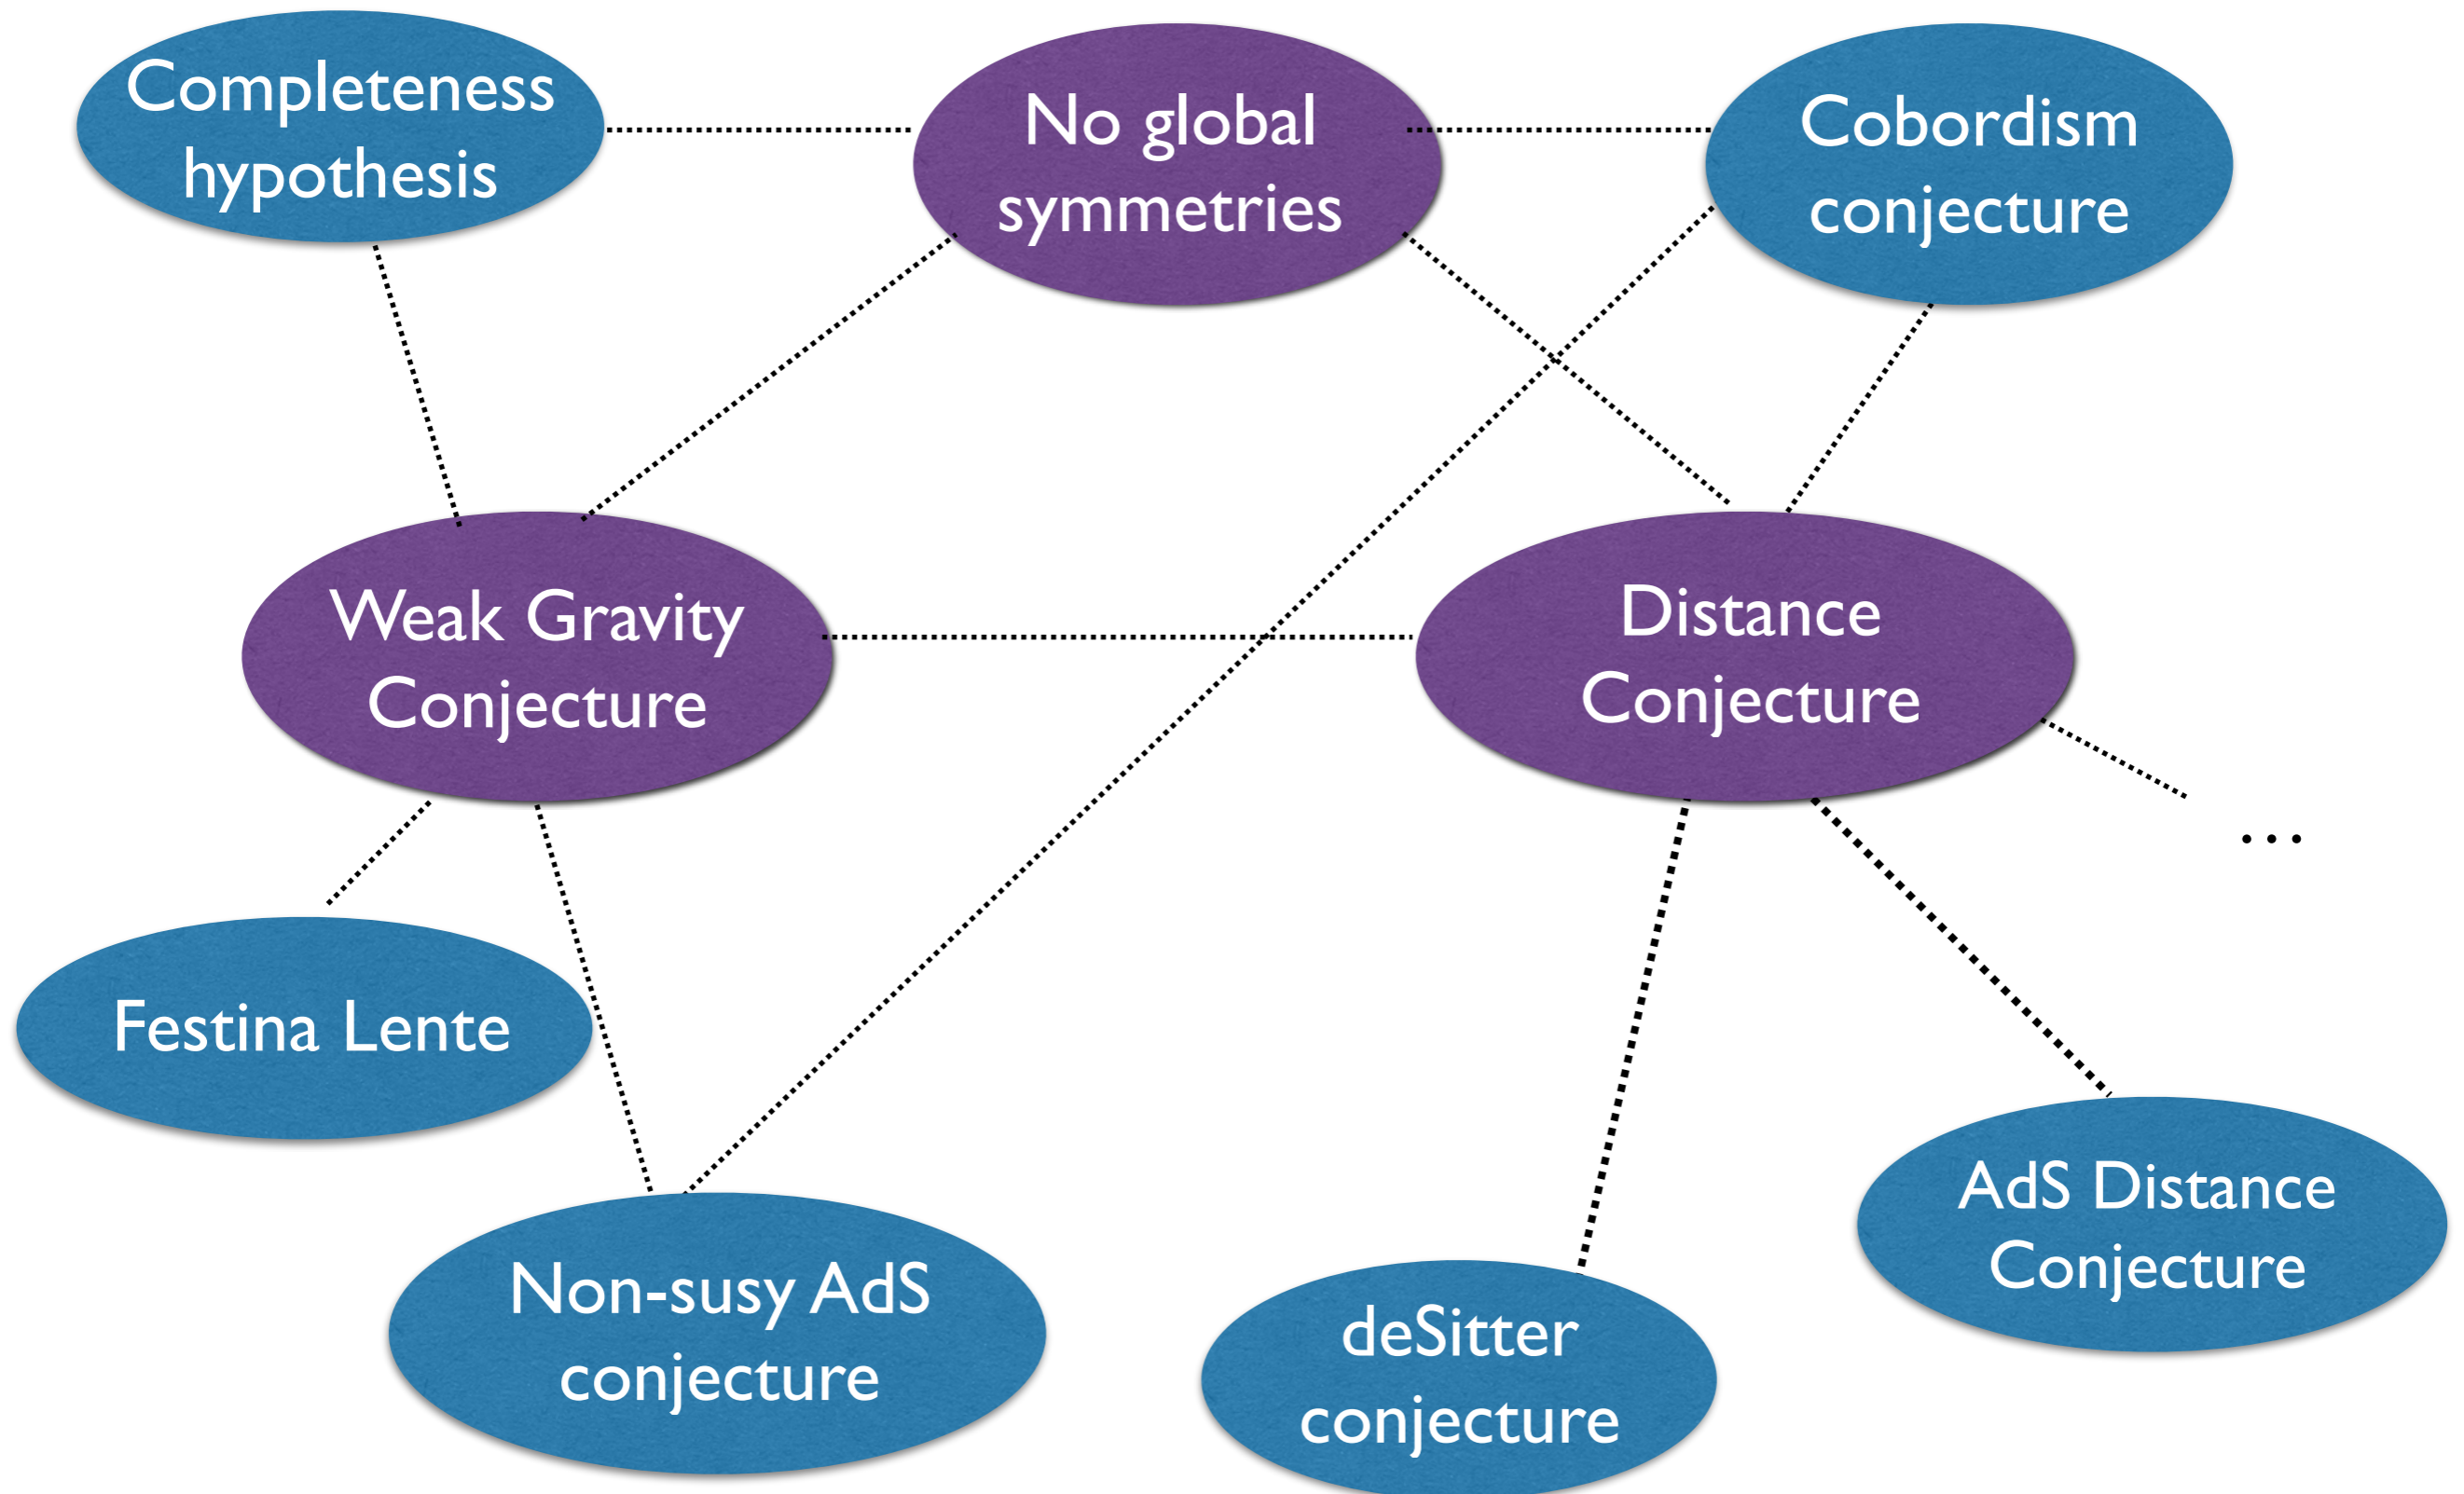 Completeness
hypothesis
No global
symmetries
Cobordism
conjecture
Weak Gravity
Conjecture
Distance
Conjecture
...
Festina Lente
Non-susy AdS
conjecture
deSitter
conjecture
AdS Distance
Conjecture